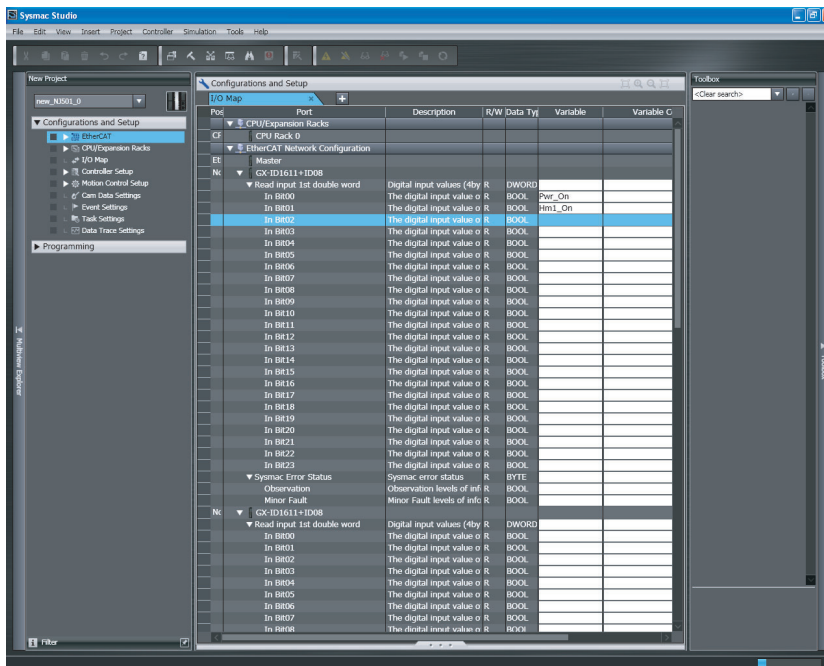 Sysmac Studio
File Edit View Insert Project Controller Simulation Tools Help
New Project
new_NJ501_0
Configurations and Setup
EtherCAT
CPU/Expansion Racks
I/O Map
Controller Setup
Motion Control Setup
Cam Data Settings
Event Settings
Task Settings
Data Trace Settings
Programming
Filter
Multiview Explorer
Configurations and Setup
I/O Map
Pos Port Description R/W Data Ty Variable Variable C
CPU/Expansion Racks
CP CPU Rack 0
EtherCAT Network Configuration
Et Master
Nc GX-ID1611+ID08
Read input 1st double word Digital input values (4by R DWORD
In Bit00 The digital input value o R BOOL Pwr_On
In Bit01 The digital input value o R BOOL Hm1_On
In Bit02 The digital input value o R BOOL
In Bit03 The digital input value o R BOOL
In Bit04 The digital input value o R BOOL
In Bit05 The digital input value o R BOOL
In Bit06 The digital input value o R BOOL
In Bit07 The digital input value o R BOOL
In Bit08 The digital input value o R BOOL
In Bit09 The digital input value o R BOOL
In Bit10 The digital input value o R BOOL
In Bit11 The digital input value o R BOOL
In Bit12 The digital input value o R BOOL
In Bit13 The digital input value o R BOOL
In Bit14 The digital input value o R BOOL
In Bit15 The digital input value o R BOOL
In Bit16 The digital input value o R BOOL
In Bit17 The digital input value o R BOOL
In Bit18 The digital input value o R BOOL
In Bit19 The digital input value o R BOOL
In Bit20 The digital input value o R BOOL
In Bit21 The digital input value o R BOOL
In Bit22 The digital input value o R BOOL
In Bit23 The digital input value o R BOOL
Sysmac Error Status Sysmac error status R BYTE
Observation Observation levels of inf R BOOL
Minor Fault Minor Fault levels of info R BOOL
Nc GX-ID1611+ID08
Read input 1st double word Digital input values (4by R DWORD
In Bit00 The digital input value o R BOOL
In Bit01 The digital input value o R BOOL
In Bit02 The digital input value o R BOOL
In Bit03 The digital input value o R BOOL
In Bit04 The digital input value o R BOOL
In Bit05 The digital input value o R BOOL
In Bit06 The digital input value o R BOOL
In Bit07 The digital input value o R BOOL
In Bit08 The digital input value o R BOOL
Toolbox
<Clear search>
Toolbox